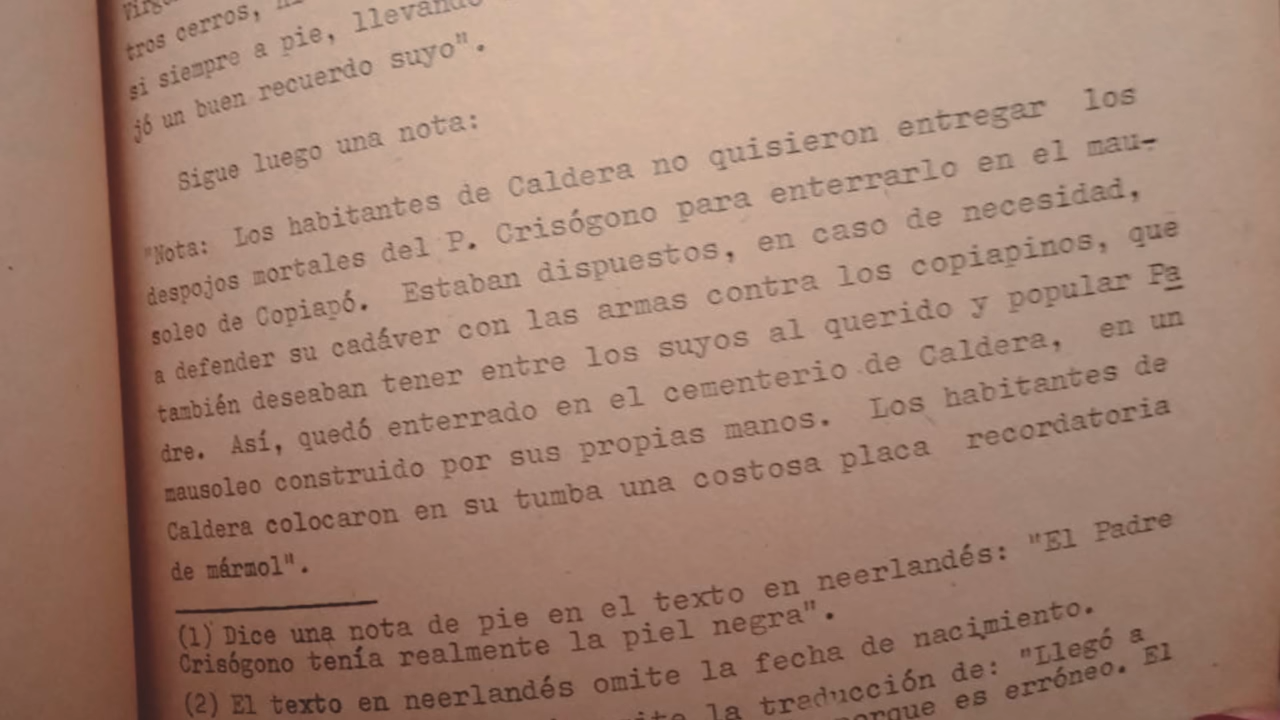 tros cerros,
si siempre a pie, llevando
jó un buen recuerdo suyo".
Sigue luego una nota:
"Nota: Los habitantes de Caldera no quisieron entregar los
despojos mortales del P. Crisógono para enterrarlo en el mau-
soleo de Copiapó. Estaban dispuestos, en caso de necesidad,
a defender su cadáver con las armas contra los copiapinos, que
también deseaban tener entre los suyos al querido y popular Pa
dre. Así, quedó enterrado en el cementerio de Caldera, en un
mausoleo construido por sus propias manos. Los habitantes de
Caldera colocaron en su tumba una costosa placa recordatoria
de mármol".
(1) Dice una nota de pie en el texto en neerlandés: "El Padre
Crisógono tenía realmente la piel negra".
(2) El texto en neerlandés omite la fecha de nacimiento.
la traducción de: "Llegó a
porque es erróneo. El